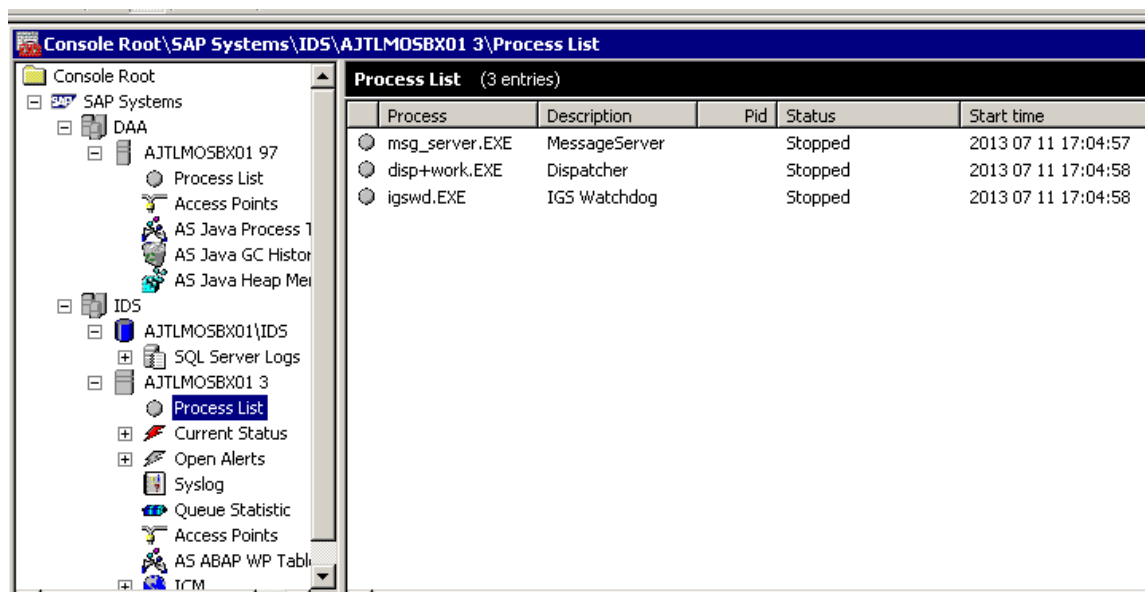 Console Root\SAP Systems\IDS\AJTLMOSBX01 3\Process List
Console Root
SAP Systems
DAA
AJTLMOSBX01 97
Process List
Access Points
AS Java Process T
AS Java GC Histor
AS Java Heap Mer
IDS
AJTLMOSBX01\IDS
SQL Server Logs
AJTLMOSBX01 3
Process List
Current Status
Open Alerts
Syslog
Queue Statistic
Access Points
AS ABAP WP Tabl
ICM
Process List (3 entries)
Process Description Pid Status Start time
msg_server.EXE MessageServer Stopped 2013 07 11 17:04:57
disp+work.EXE Dispatcher Stopped 2013 07 11 17:04:58
igswd.EXE IGS Watchdog Stopped 2013 07 11 17:04:58